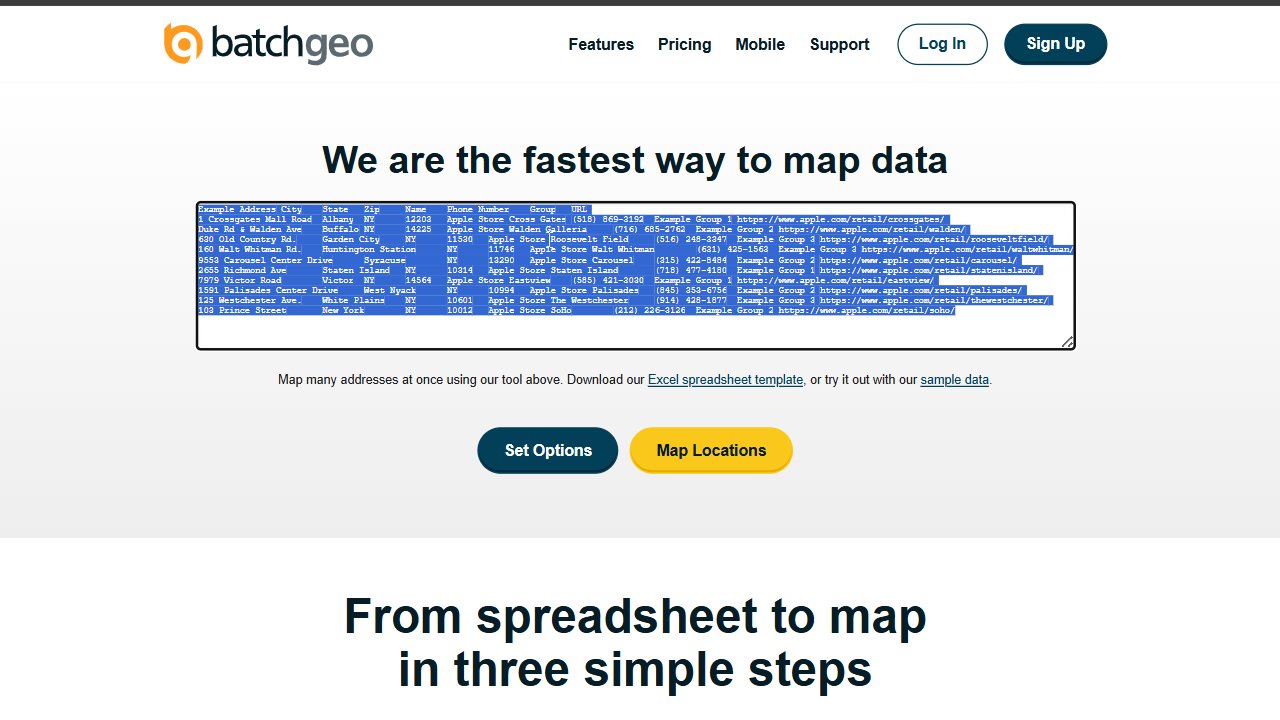 batchgeo
Features Pricing Mobile Support Log In Sign Up
We are the fastest way to map data
Example Address City State Zip Name Phone Number Group URL
1 Crossgates Mall Road Albany NY 12203 Apple Store Cross Gates (518) 869-3192 Example Group 1 https://www.apple.com/retail/crossgates/
Duke Rd & Walden Ave Buffalo NY 14225 Apple Store Walden Galleria (716) 685-2762 Example Group 2 https://www.apple.com/retail/walden/
630 Old Country Rd. Garden City NY 11530 Apple Store Roosevelt Field (516) 248-3347 Example Group 3 https://www.apple.com/retail/rooseveltfield/
160 Walt Whitman Rd. Huntington Station NY 11746 Apple Store Walt Whitman (631) 425-1563 Example Group 3 https://www.apple.com/retail/waltwhitman/
9553 Carousel Center Drive Syracuse NY 13290 Apple Store Carousel (315) 422-8484 Example Group 2 https://www.apple.com/retail/carousel/
2655 Richmond Ave Staten Island NY 10314 Apple Store Staten Island (718) 477-4180 Example Group 1 https://www.apple.com/retail/statenisland/
7979 Victor Road Victor NY 14564 Apple Store Eastview (585) 421-3030 Example Group 1 https://www.apple.com/retail/eastview/
1591 Palisades Center Drive West Nyack NY 10994 Apple Store Palisades (845) 353-6756 Example Group 2 https://www.apple.com/retail/palisades/
125 Westchester Ave. White Plains NY 10601 Apple Store The Westchester (914) 428-1877 Example Group 3 https://www.apple.com/retail/thewestchester/
103 Prince Street New York NY 10012 Apple Store SoHo (212) 226-3126 Example Group 2 https://www.apple.com/retail/soho/
Map many addresses at once using our tool above. Download our Excel spreadsheet template, or try it out with our sample data.
Set Options Map Locations
From spreadsheet to map
in three simple steps